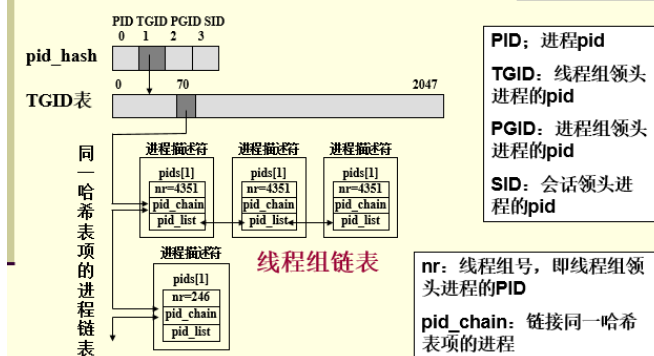 PID TGID PGID SID
0 1 2 3
pid_hash
0 70 2047
TGID表
同一哈希表项的进程链表
进程描述符 进程描述符 进程描述符
pids[1] pids[1] pids[1]
nr=4351 nr=4351 nr=4351
pid_chain pid_chain pid_chain
pid_list pid_list pid_list
线程组链表
进程描述符
pids[1]
nr=246
pid_chain
pid_list
PID；进程pid
TGID：线程组领头
进程的pid
PGID：进程组领头
进程的pid
SID：会话领头进
程的pid
nr：线程组号，即线程组领
头进程的PID
pid_chain：链接同一哈希
表项的进程